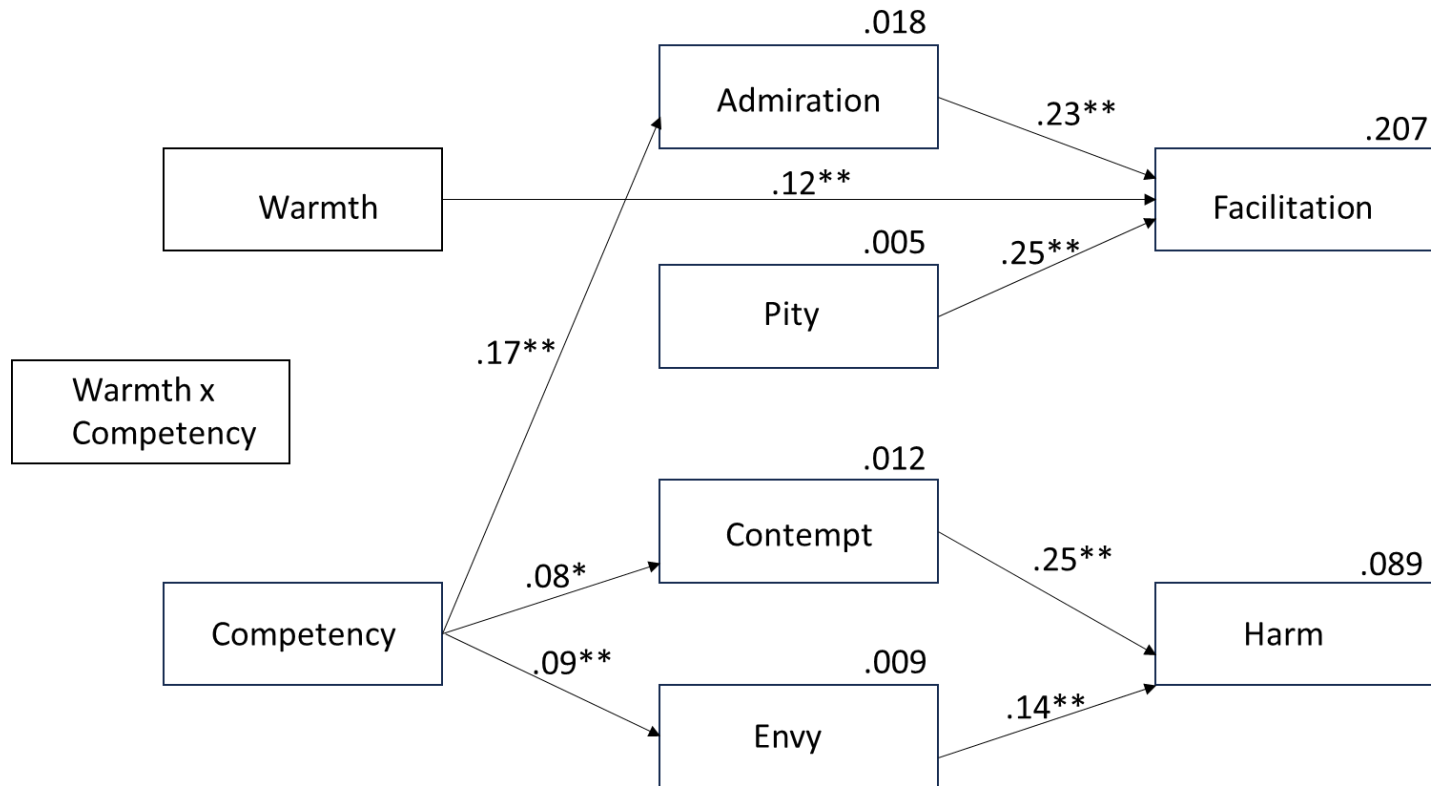 .018
Admiration
.23**
.207
Warmth
.12**
Facilitation
.005
.25**
Pity
.17**
Warmth x
Competency
.012
Contempt
.25**
.089
.08*
Competency
Harm
.09**
.009
.14**
Envy